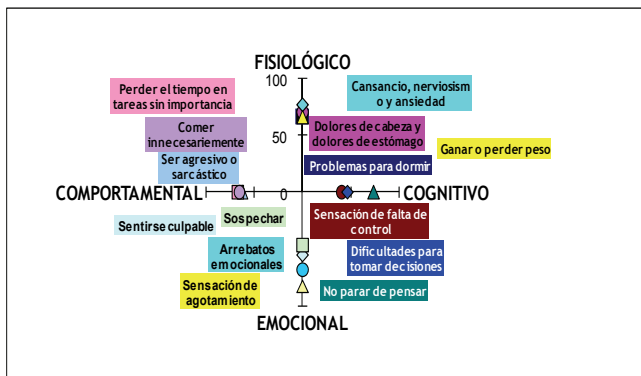 FISIOLÓGICO
100
Perder el tiempo en
tareas sin importancia
Cansancio, nerviosism
o y ansiedad
50
Comer
innecesariemente
Dolores de cabeza y
dolores de estómago
Ganar o perder peso
Ser agresivo o
sarcástico
Problemas para dormir
COMPORTAMENTAL
0
COGNITIVO
Sentirse culpable
Sospechar
Sensación de falta de
control
Arrebatos
emocionales
Dificultades para
tomar decisiones
Sensación de
agotamiento
No parar de pensar
EMOCIONAL